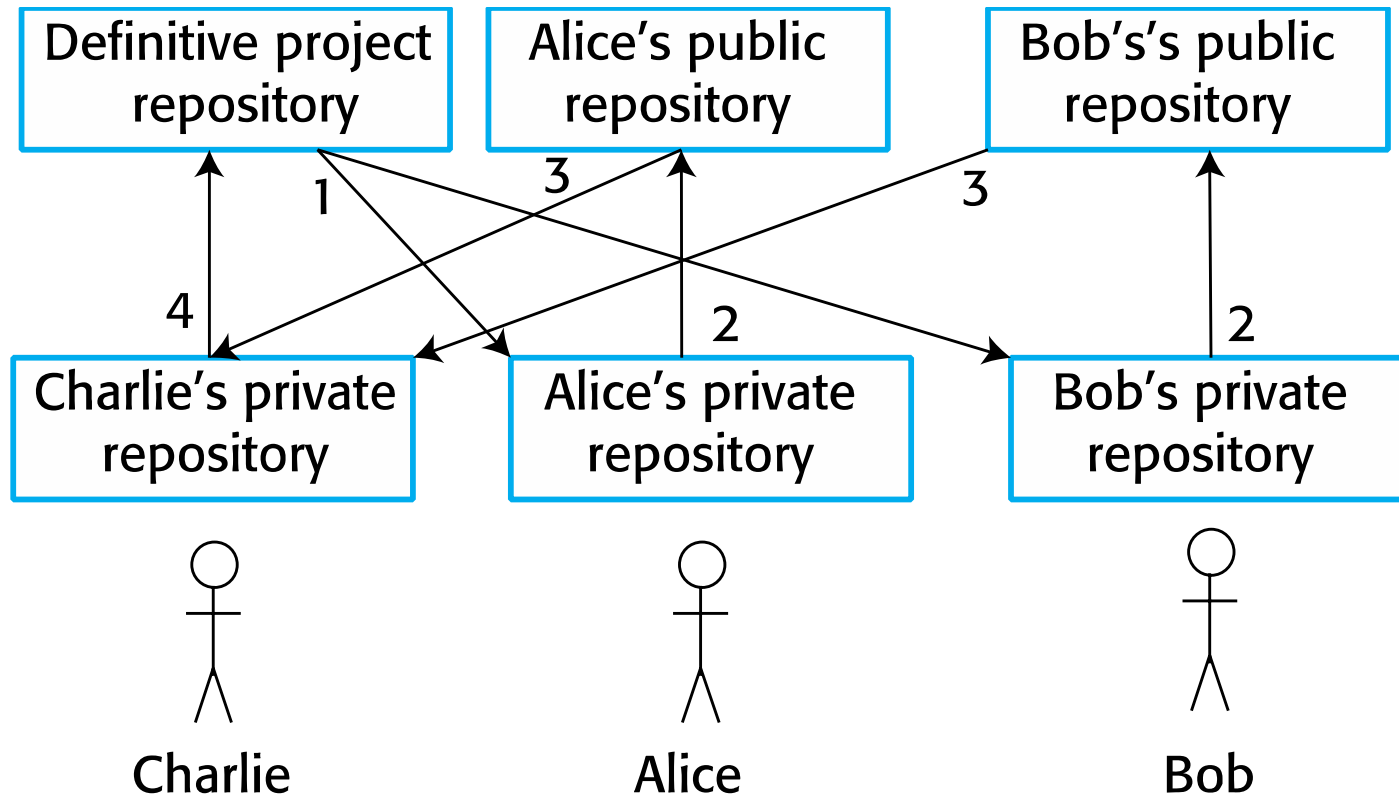 Definitive project
repository
Alice’s public
repository
Bob’s’s public
repository
1
3
3
4
2
2
Charlie’s private
repository
Alice’s private
repository
Bob’s private
repository
Charlie
Alice
Bob